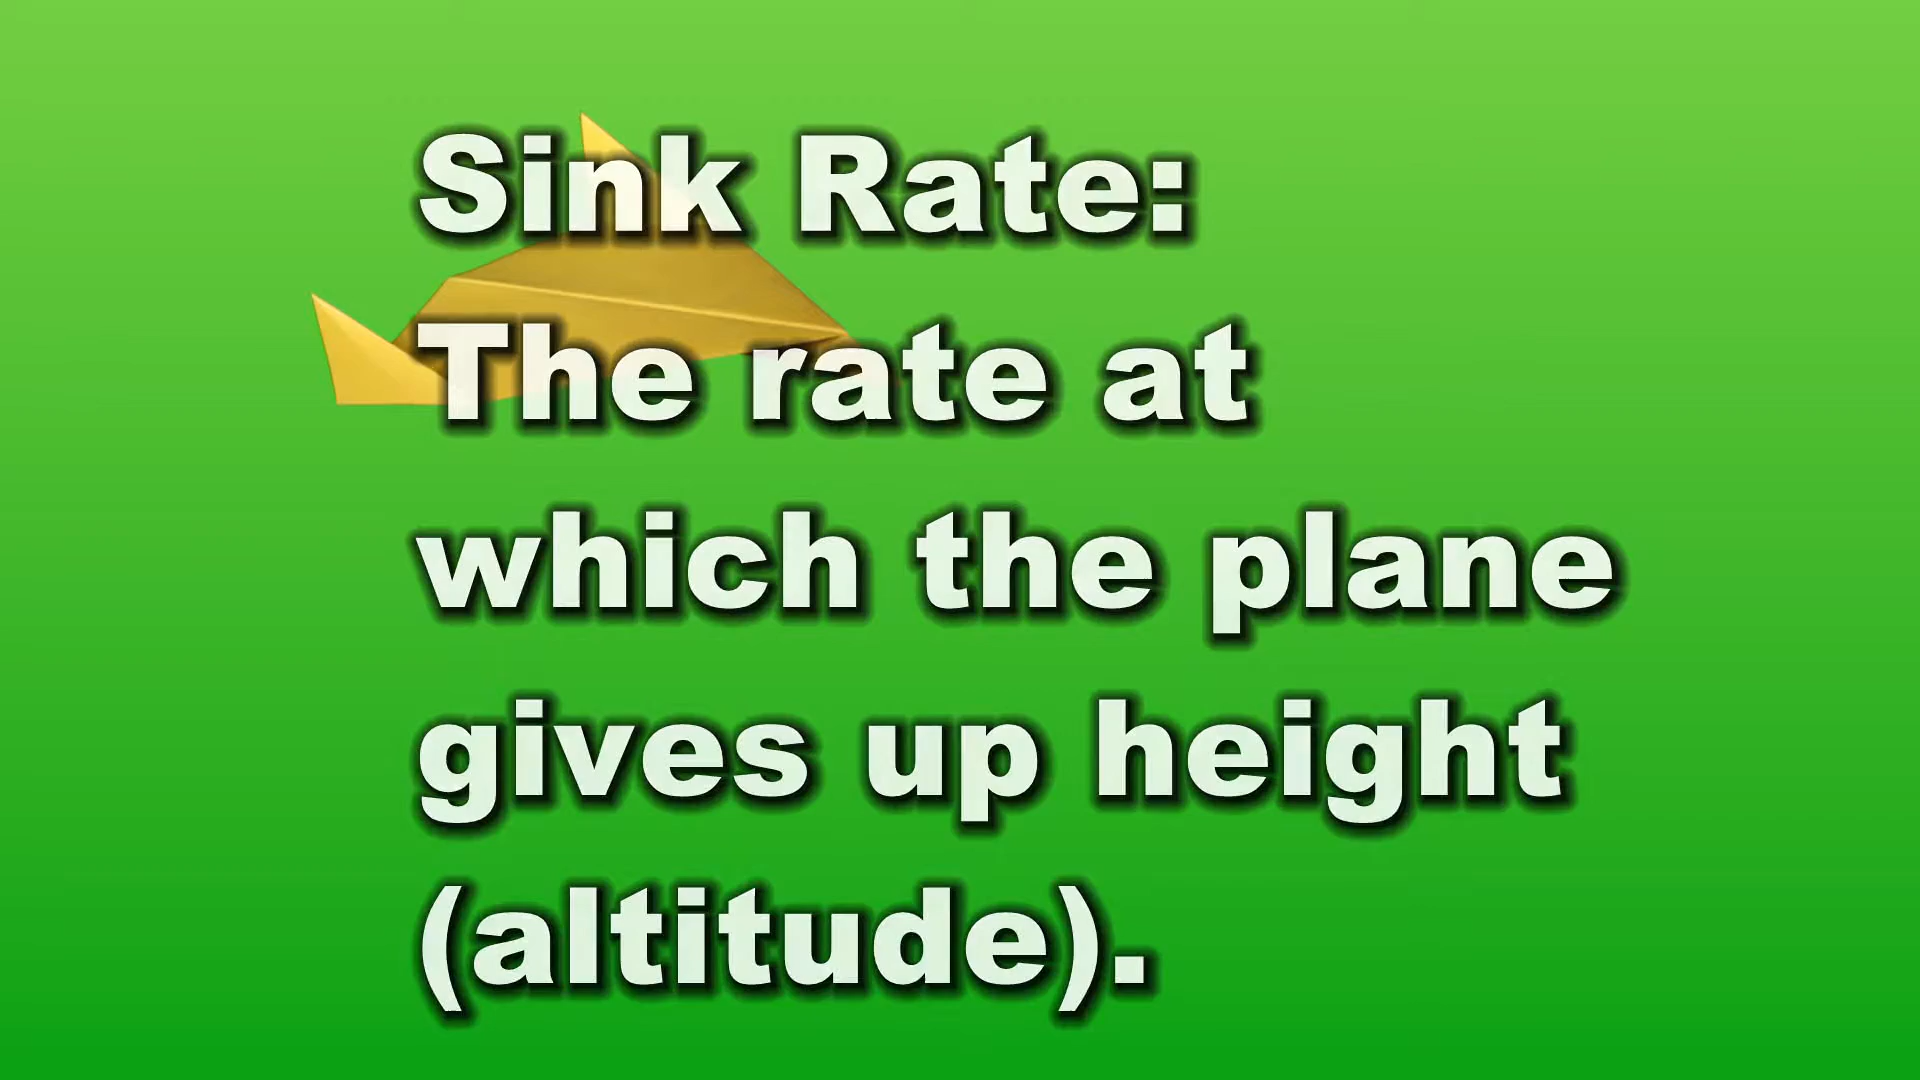 Sink Rate:
The rate at
which the plane
gives up height
(altitude).